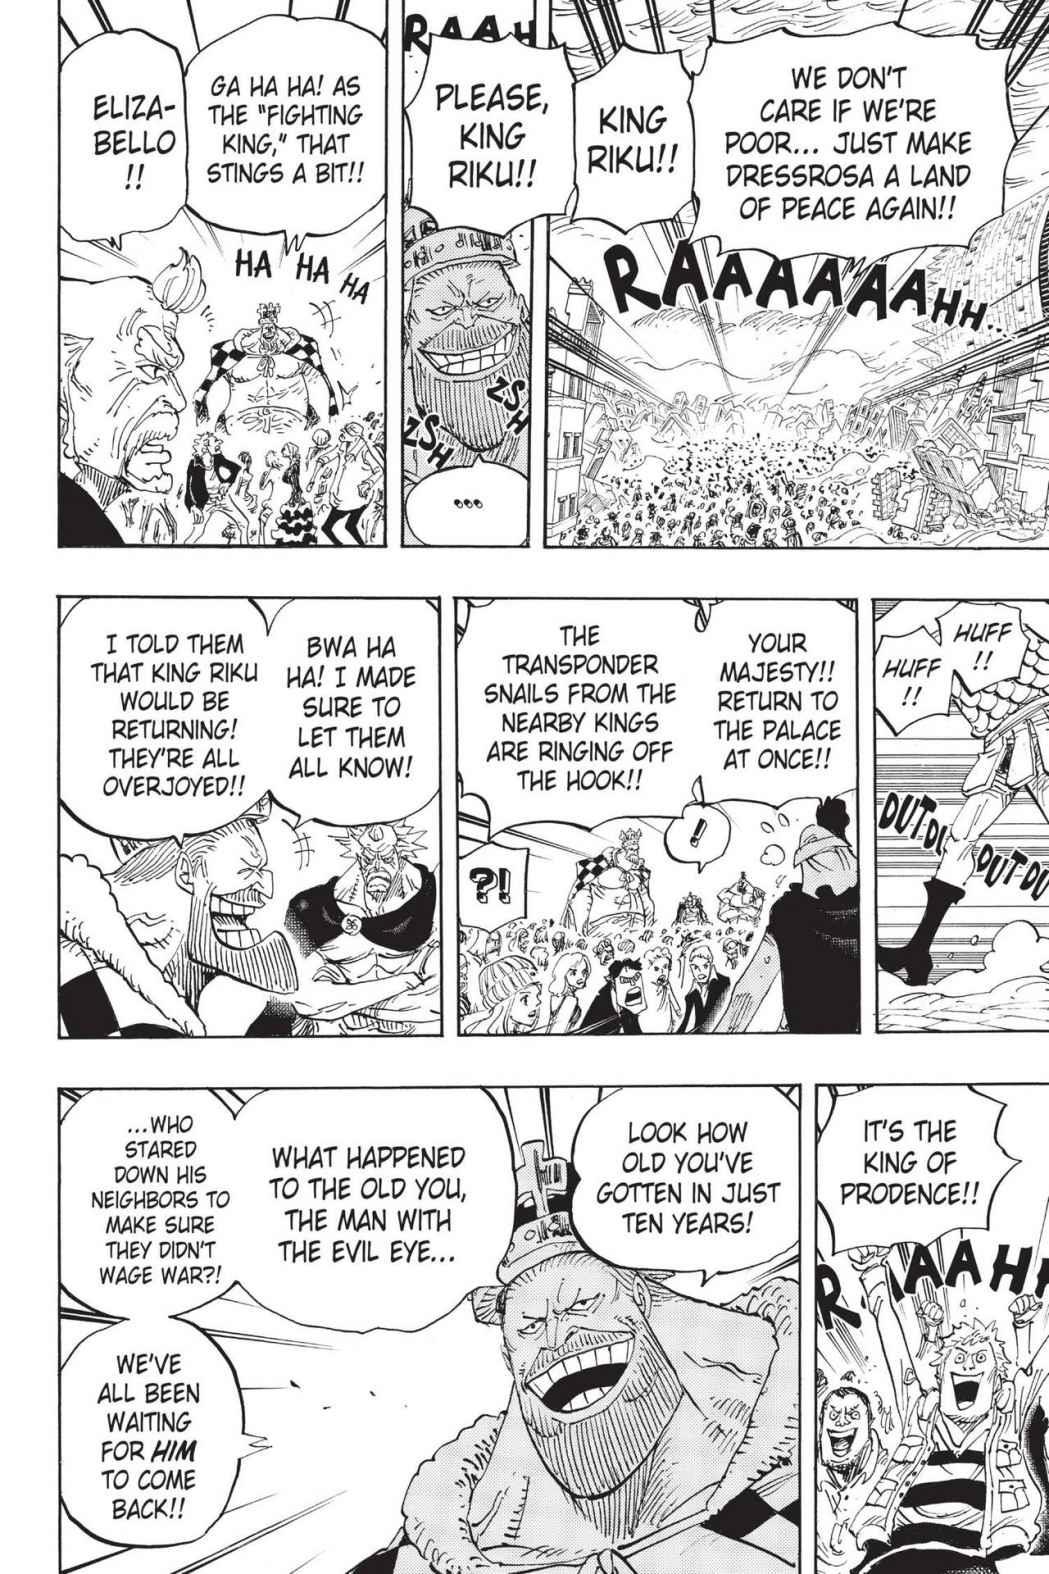 WE DON'T
CARE IF WE'RE
POOR... JUST MAKE
DRESSROSA A LAND
OF PEACE AGAIN!!
KING
RIKU!!
RAAAAAAHH...
RAAH
PLEASE,
KING
RIKU!!
ZSH
ZSH
...
GA HA HA! AS
THE "FIGHTING
KING," THAT
STINGS A BIT!!
ELIZA-
BELLO
!!
HA HA HA
HUFF
!!
HUFF
!!
DUT-DU
DUT-DU
YOUR
MAJESTY!!
RETURN TO
THE PALACE
AT ONCE!!
THE
TRANSPONDER
SNAILS FROM THE
NEARBY KINGS
ARE RINGING OFF
THE HOOK!!
!
?!
BWA HA
HA! I MADE
SURE TO
LET THEM
ALL KNOW!
I TOLD THEM
THAT KING RIKU
WOULD BE
RETURNING!
THEY'RE ALL
OVERJOYED!!
IT'S THE
KING OF
PRODENCE!!
RAAHH
LOOK HOW
OLD YOU'VE
GOTTEN IN JUST
TEN YEARS!
WHAT HAPPENED
TO THE OLD YOU,
THE MAN WITH
THE EVIL EYE...
...WHO
STARED
DOWN HIS
NEIGHBORS TO
MAKE SURE
THEY DIDN'T
WAGE WAR?!
WE'VE
ALL BEEN
WAITING
FOR HIM
TO COME
BACK!!